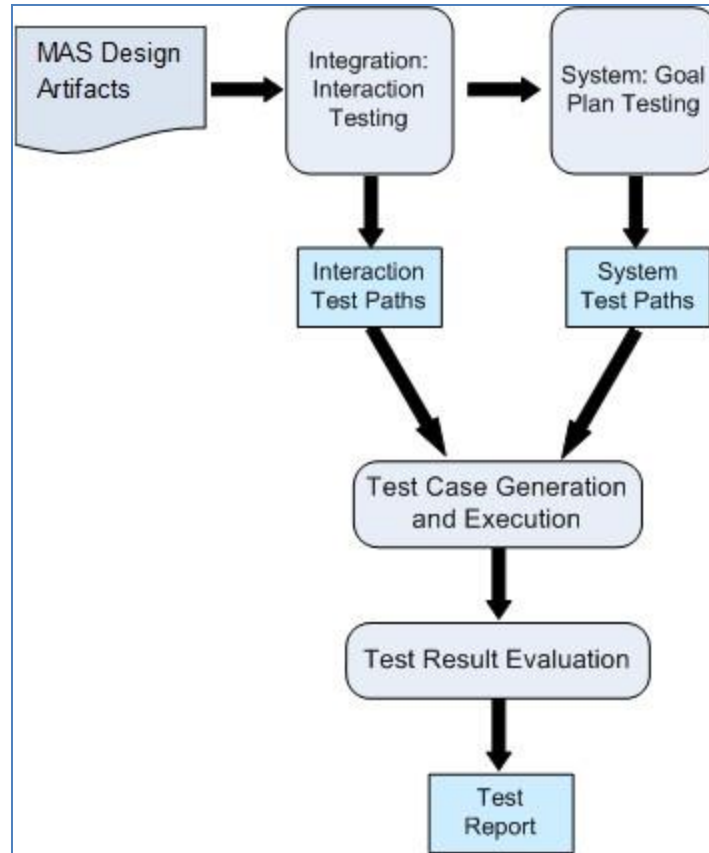 MAS Design
Artifacts
Integration:
Interaction
Testing
System: Goal
Plan Testing
Interaction
Test Paths
System
Test Paths
Test Case Generation
and Execution
Test Result Evaluation
Test
Report